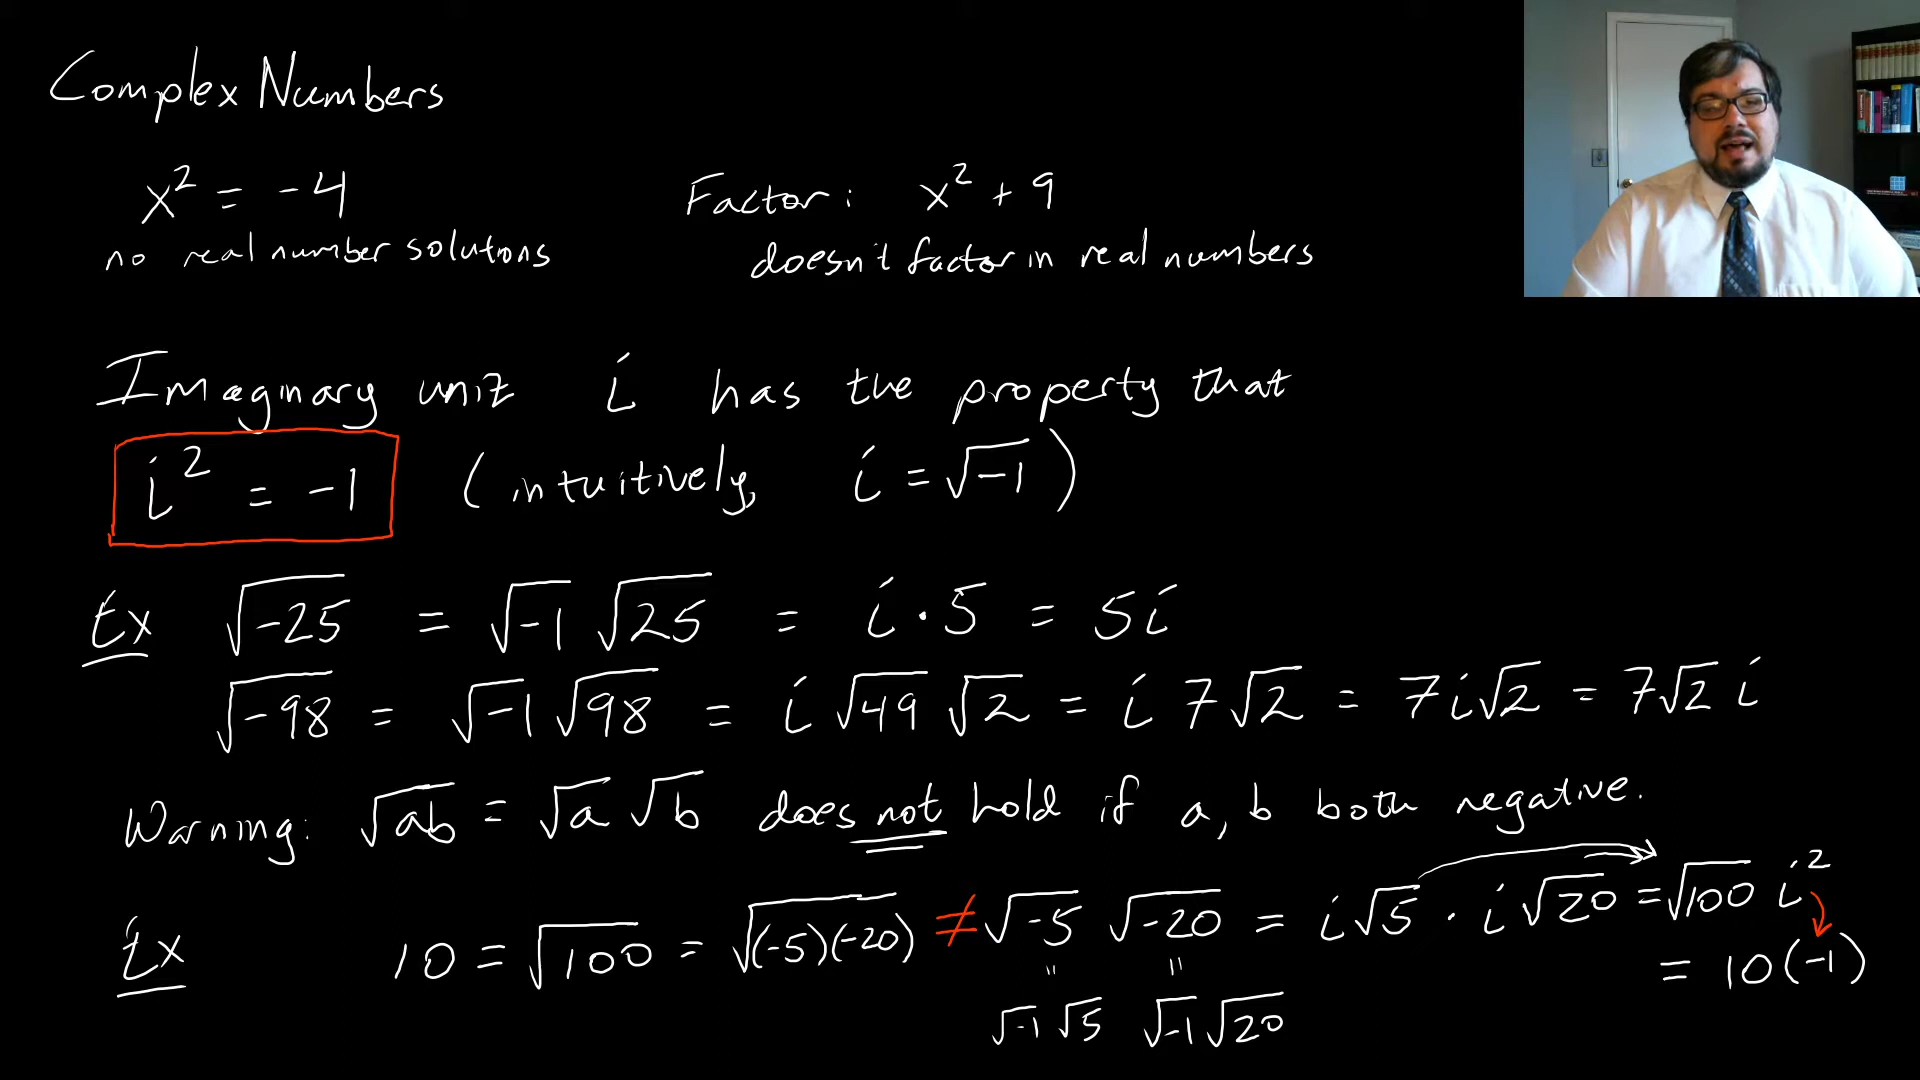 Complex Numbers
x² = -4
no real number solutions
Factor: x² + 9
doesn't factor in real numbers
Imaginary unit i has the property that
i² = -1 (intuitively, i = √-1)
Ex √-25 = √-1 √25 = i · 5 = 5i
√-98 = √-1 √98 = i √49 √2 = i 7√2 = 7i√2 = 7√2 i
Warning: √ab = √a √b does not hold if a, b both negative.
Ex 10 = √100 = √(-5)(-20) ≠ √-5 √-20 = i√5 · i√20 = √100 i²
= 10(-1)
" "
√-1 √5 √-1 √20